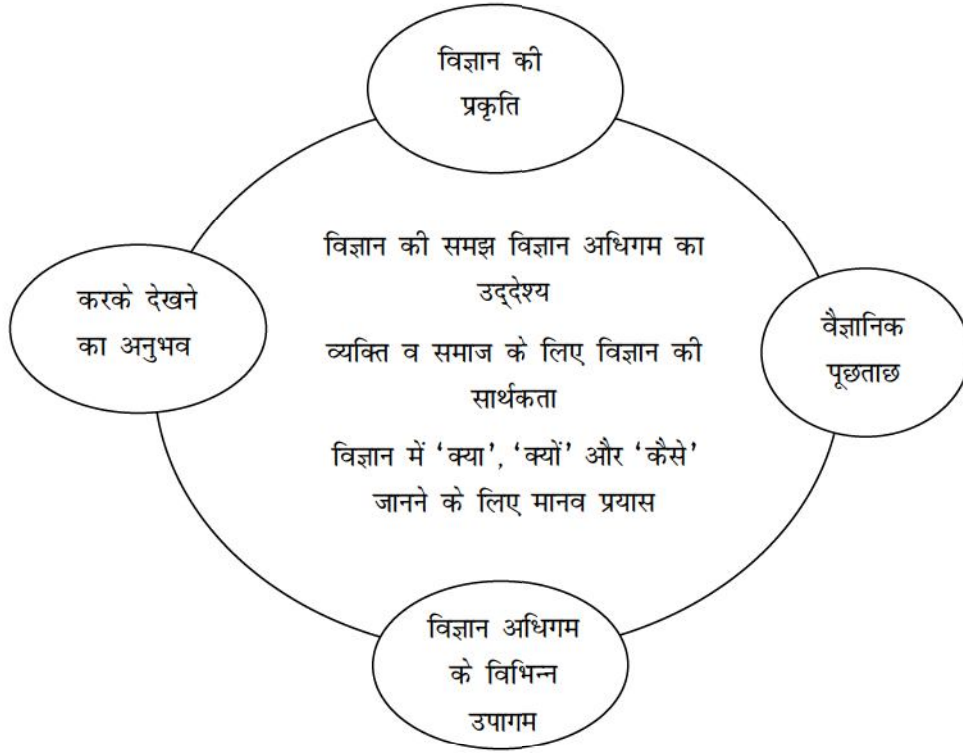 विज्ञान की
प्रकृति
विज्ञान की समझ विज्ञान अधिगम का
उद्देश्य
करके देखने
का अनुभव
वैज्ञानिक
पूछताछ
व्यक्ति व समाज के लिए विज्ञान की
सार्थकता
विज्ञान में ‘क्या’, ‘क्यों’ और ‘कैसे’
जानने के लिए मानव प्रयास
विज्ञान अधिगम
के विभिन्न
उपागम